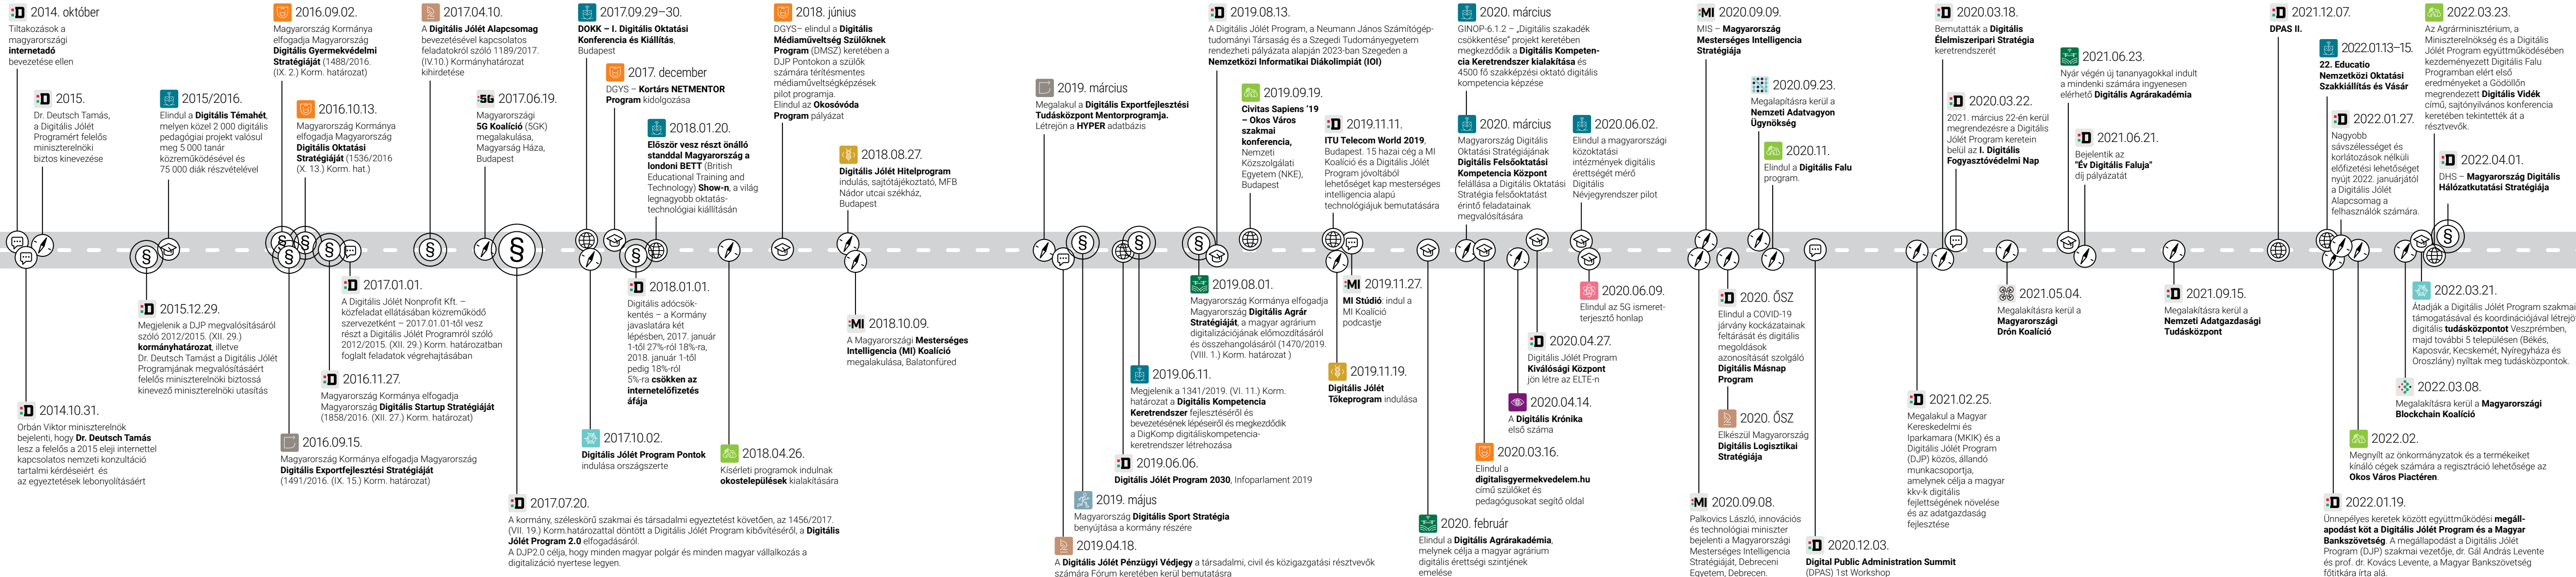 2014. október
Tiltakozások a
magyarországi
internetadó
bevezetése ellen
2015.
Dr. Deutsch Tamás,
a Digitális Jólét
Programért felelős
miniszterelnöki
biztos kinevezése
2014.10.31.
Orbán Viktor miniszterelnök
bejelenti, hogy Dr. Deutsch Tamás
lesz a felelős a 2015 eleji internettel
kapcsolatos nemzeti konzultáció
tartalmi kérdéseiért és
az egyeztetések lebonyolításáért
2015/2016.
Elindul a Digitális Témahét,
melyen közel 2 000 digitális
pedagógiai projekt valósul
meg 5 000 tanár
közreműködésével és
75 000 diák részvételével
2015.12.29.
Megjelenik a DJP megvalósításáról
szóló 2012/2015. (XII. 29.)
kormányhatározat, illetve
Dr. Deutsch Tamást a Digitális Jólét
Programjának megvalósításáért
felelős miniszterelnöki biztossá
kinevező miniszterelnöki utasítás
2016.09.02.
Magyarország Kormánya
elfogadja Magyarország
Digitális Gyermekvédelmi
Stratégiáját (1488/2016.
(IX. 2.) Korm. határozat)
2016.10.13.
Magyarország Kormánya
elfogadja Magyarország
Digitális Oktatási
Stratégiáját (1536/2016
(X. 13.) Korm. hat.)
2017.01.01.
A Digitális Jólét Nonprofit Kft. –
közfeladat ellátásában közreműködő
szervezetként – 2017.01.01-től vesz
részt a Digitális Jólét Programról szóló
2012/2015. (XII. 29.) Korm. határozatban
foglalt feladatok végrehajtásában
2016.11.27.
Magyarország Kormánya elfogadja
Magyarország Digitális Startup Stratégiáját
(1858/2016. (XII. 27.) Korm. határozat)
2016.09.15.
Magyarország Kormánya elfogadja Magyarország
Digitális Exportfejlesztési Stratégiáját
(1491/2016. (IX. 15.) Korm. határozat)
2017.04.10.
A Digitális Jólét Alapcsomag
bevezetésével kapcsolatos
feladatokról szóló 1189/2017.
(IV.10.) Kormányhatározat
kihirdetése
5G 2017.06.19.
Magyarországi
5G Koalíció (5GK)
megalakulása,
Magyarság Háza,
Budapest
2017.07.20.
A kormány, széleskörű szakmai és társadalmi egyeztetést követően, az 1456/2017.
(VII. 19.) Korm.határozattal döntött a Digitális Jólét Program kibővítéséről, a Digitális
Jólét Program 2.0 elfogadásáról.
A DJP2.0 célja, hogy minden magyar polgár és minden magyar vállalkozás a
digitalizáció nyertese legyen.
2017.09.29–30.
DOKK – I. Digitális Oktatási
Konferencia és Kiállítás,
Budapest
2017. december
DGYS – Kortárs NETMENTOR
Program kidolgozása
2018.01.20.
Először vesz részt önálló
standdal Magyarország a
londoni BETT (British
Educational Training and
Technology) Show-n, a világ
legnagyobb oktatás-
technológiai kiállításán
2018.01.01.
Digitális adócsök-
kentés – a Kormány
javaslatára két
lépésben, 2017. január
1-től 27%-ról 18%-ra,
2018. január 1-től
pedig 18%-ról
5%-ra csökken az
internetelőfizetés
áfája
2017.10.02.
Digitális Jólét Program Pontok
indulása országszerte
2018.04.26.
Kísérleti programok indulnak
okostelepülések kialakítására
2018. június
DGYS– elindul a Digitális
Médiaműveltség Szülőknek
Program (DMSZ) keretében a
DJP Pontokon a szülők
számára térítésmentes
médiaműveltségképzések
pilot programja.
Elindul az Okosóvóda
Program pályázat
2018.08.27.
Digitális Jólét Hitelprogram
indulás, sajtótájékoztató, MFB
Nádor utcai székház,
Budapest
MI 2018.10.09.
A Magyarországi Mesterséges
Intelligencia (MI) Koalíció
megalakulása, Balatonfüred
2019. március
Megalakul a Digitális Exportfejlesztési
Tudásközpont Mentorprogramja.
Létrejön a HYPER adatbázis
2019.08.13.
A Digitális Jólét Program, a Neumann János Számítógép-
tudományi Társaság és a Szegedi Tudományegyetem
rendezheti pályázata alapján 2023-ban Szegeden a
Nemzetközi Informatikai Diákolimpiát (IOI)
2019.09.19.
Civitas Sapiens ’19
– Okos Város
szakmai
konferencia,
Nemzeti
Közszolgálati
Egyetem (NKE),
Budapest
2019.11.11.
ITU Telecom World 2019,
Budapest. 15 hazai cég a MI
Koalíció és a Digitális Jólét
Program jóvoltából
lehetőséget kap mesterséges
intelligencia alapú
technológiájuk bemutatására
2019.08.01.
Magyarország Kormánya elfogadja
Magyarország Digitális Agrár
Stratégiáját, a magyar agrárium
digitalizációjának előmozdításáról
és összehangolásáról (1470/2019.
(VIII. 1.) Korm. határozat )
2019.06.11.
Megjelenik a 1341/2019. (VI. 11.) Korm.
határozat a Digitális Kompetencia
Keretrendszer fejlesztéséről és
bevezetésének lépéseiről és megkezdődik
a DigKomp digitáliskompetencia-
keretrendszer létrehozása
2019.06.06.
Digitális Jólét Program 2030, Infoparlament 2019
2019. május
Magyarország Digitális Sport Stratégia
benyújtása a kormány részére
2019.04.18.
A Digitális Jólét Pénzügyi Védjegy a társadalmi, civil és közigazgatási résztvevők
számára Fórum keretében kerül bemutatásra
MI 2019.11.27.
MI Stúdió: indul a
MI Koalíció
podcastje
2019.11.19.
Digitális Jólét
Tőkeprogram indulása
2020. március
GINOP-6.1.2 – „Digitális szakadék
csökkentése” projekt keretében
megkezdődik a Digitális Kompeten-
cia Keretrendszer kialakítása és
4500 fő szakképzési oktató digitális
kompetencia képzése
2020. március
Magyarország Digitális
Oktatási Stratégiájának
Digitális Felsőoktatási
Kompetencia Központ
felállása a Digitális Oktatási
Stratégia felsőoktatást
érintő feladatainak
megvalósítására
2020.06.02.
Elindul a magyarországi
közoktatási
intézmények digitális
érettségét mérő
Digitális
Névjegyrendszer pilot
2020.06.09.
Elindul az 5G ismeret-
terjesztő honlap
2020.04.27.
Digitális Jólét Program
Kiválósági Központ
jön létre az ELTE-n
2020.04.14.
A Digitális Krónika
első száma
2020.03.16.
Elindul a
digitalisgyermekvedelem.hu
című szülőket és
pedagógusokat segítő oldal
2020. február
Elindul a Digitális Agrárakadémia,
melynek célja a magyar agrárium
digitális érettségi szintjének
emelése
MI 2020.09.09.
MIS – Magyarország
Mesterséges Intelligencia
Stratégiája
2020.09.23.
Megalapításra kerül a
Nemzeti Adatvagyon
Ügynökség
2020.11.
Elindul a Digitális Falu
program.
2020. ŐSZ
Elindul a COVID-19
járvány kockázatainak
feltárását és digitális
megoldások
azonosítását szolgáló
Digitális Másnap
Program
2020. ŐSZ
Elkészül Magyarország
Digitális Logisztikai
Stratégiája
MI 2020.09.08.
Palkovics László, innovációs
és technológiai miniszter
bejelenti a Magyarországi
Mesterséges Intelligencia
Stratégiáját, Debreceni
Egyetem, Debrecen.
2020.12.03.
Digital Public Administration Summit
(DPAS) 1st Workshop
2020.03.18.
Bemutatták a Digitális
Élelmiszeripari Stratégia
keretrendszerét
2020.03.22.
2021. március 22-én kerül
megrendezésre a Digitális
Jólét Program keretein
belül az I. Digitális
Fogyasztóvédelmi Nap
2021.02.25.
Megalakul a Magyar
Kereskedelmi és
Iparkamara (MKIK) és a
Digitális Jólét Program
(DJP) közös, állandó
munkacsoportja,
amelynek célja a magyar
kkv-k digitális
fejlettségének növelése
és az adatgazdaság
fejlesztése
2021.06.23.
Nyár végén új tananyagokkal indult
a mindenki számára ingyenesen
elérhető Digitális Agrárakadémia
2021.06.21.
Bejelentik az
"Év Digitális Faluja"
díj pályázatát
2021.05.04.
Megalakításra kerül a
Magyarországi
Drón Koalíció
2021.09.15.
Megalakításra kerül a
Nemzeti Adatgazdasági
Tudásközpont
2021.12.07.
DPAS II.
2022.01.13–15.
22. Educatio
Nemzetközi Oktatási
Szakkiállítás és Vásár
2022.01.27.
Nagyobb
sávszélességet és
korlátozások nélküli
előfizetési lehetőséget
nyújt 2022. januárjától
a Digitális Jólét
Alapcsomag a
felhasználók számára.
2022.03.23.
Az Agrárminisztérium, a
Miniszterelnökség és a Digitális
Jólét Program együttműködésében
kezdeményezett Digitális Falu
Programban elért első
eredményeket a Gödöllőn
megrendezett Digitális Vidék
című, sajtónyilvános konferencia
keretében tekintették át a
résztvevők.
2022.04.01.
DHS – Magyarország Digitális
Hálózatkutatási Stratégiája
2022.03.21.
Átadják a Digitális Jólét Program szakmai
támogatásával és koordinációjával létrejö
digitális tudásközpontot Veszprémben,
majd további 5 településen (Békés,
Kaposvár, Kecskemét, Nyíregyháza és
Oroszlány) nyíltak meg tudásközpontok.
2022.03.08.
Megalakításra kerül a Magyarországi
Blockchain Koalíció
2022.02.
Megnyílt az önkormányzatok és a termékeiket
kínáló cégek számára a regisztráció lehetősége az
Okos Város Piactéren.
2022.01.19.
Ünnepélyes keretek között együttműködési megáll-
apodást köt a Digitális Jólét Program és a Magyar
Bankszövetség. A megállapodást a Digitális Jólét
Program (DJP) szakmai vezetője, dr. Gál András Levente
és prof. dr. Kovács Levente, a Magyar Bankszövetség
főtitkára írta alá.